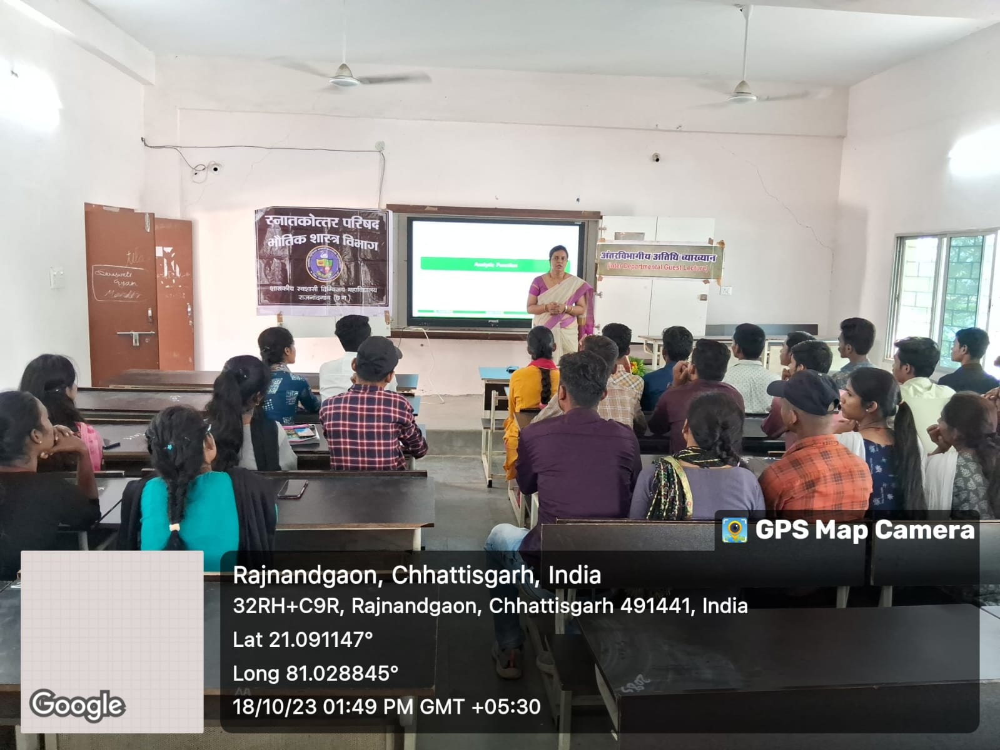 स्नातकोत्तर परिषद
भौतिक शास्त्र विभाग
शासकीय स्वशासी दिग्विजय महाविद्यालय
राजनांदगांव (छ.ग.)
Analytic Function
अंतरविभागीय अतिथि व्याख्यान
(Inter Departmental Guest Lecture)
Saraswati
Gyan
Mandir
GPS Map Camera
Rajnandgaon, Chhattisgarh, India
32RH+C9R, Rajnandgaon, Chhattisgarh 491441, India
Lat 21.091147°
Long 81.028845°
18/10/23 01:49 PM GMT +05:30
Google